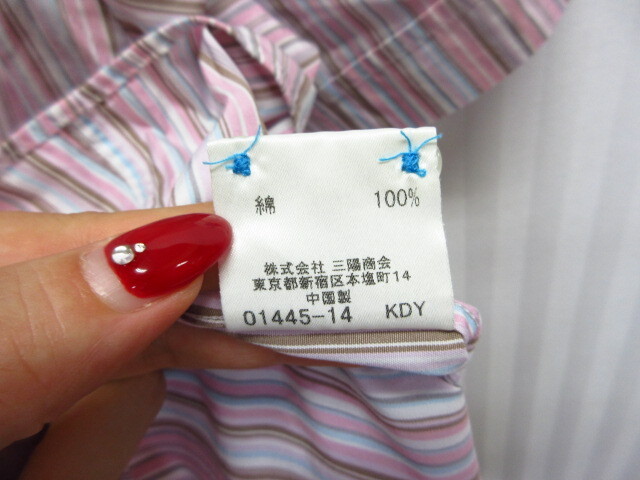 綿 100%
株式会社 三陽商会
東京都新宿区本塩町14
中国製
01445-14 KDY